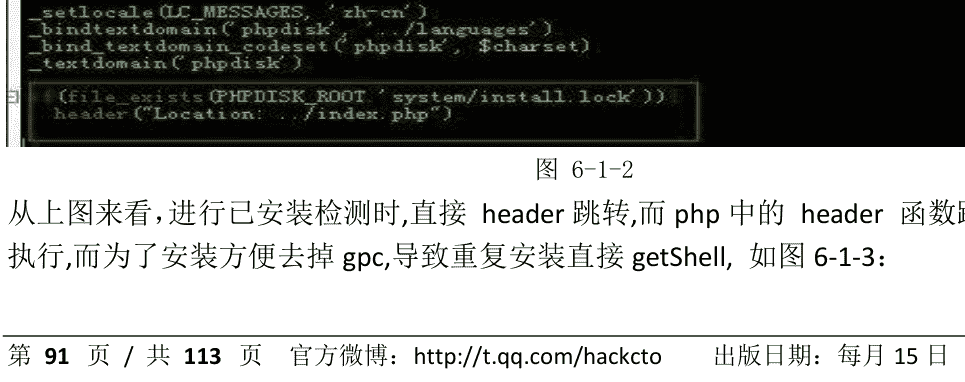 _setlocale(LC_MESSAGES, 'zh-cn')
_bindtextdomain('phpdisk', '../languages')
_bind_textdomain_codeset('phpdisk', $charset)
_textdomain('phpdisk')
(file_exists(PHPDISK_ROOT.'system/install.lock'))
header("Location: ../index.php")
图 6-1-2
从上图来看，进行已安装检测时,直接 header 跳转,而 php 中的 header 函数
执行,而为了安装方便去掉 gpc,导致重复安装直接 getShell, 如图 6-1-3：
第 91 页 / 共 113 页 官方微博：http://t.qq.com/hackcto 出版日期：每月 15 日